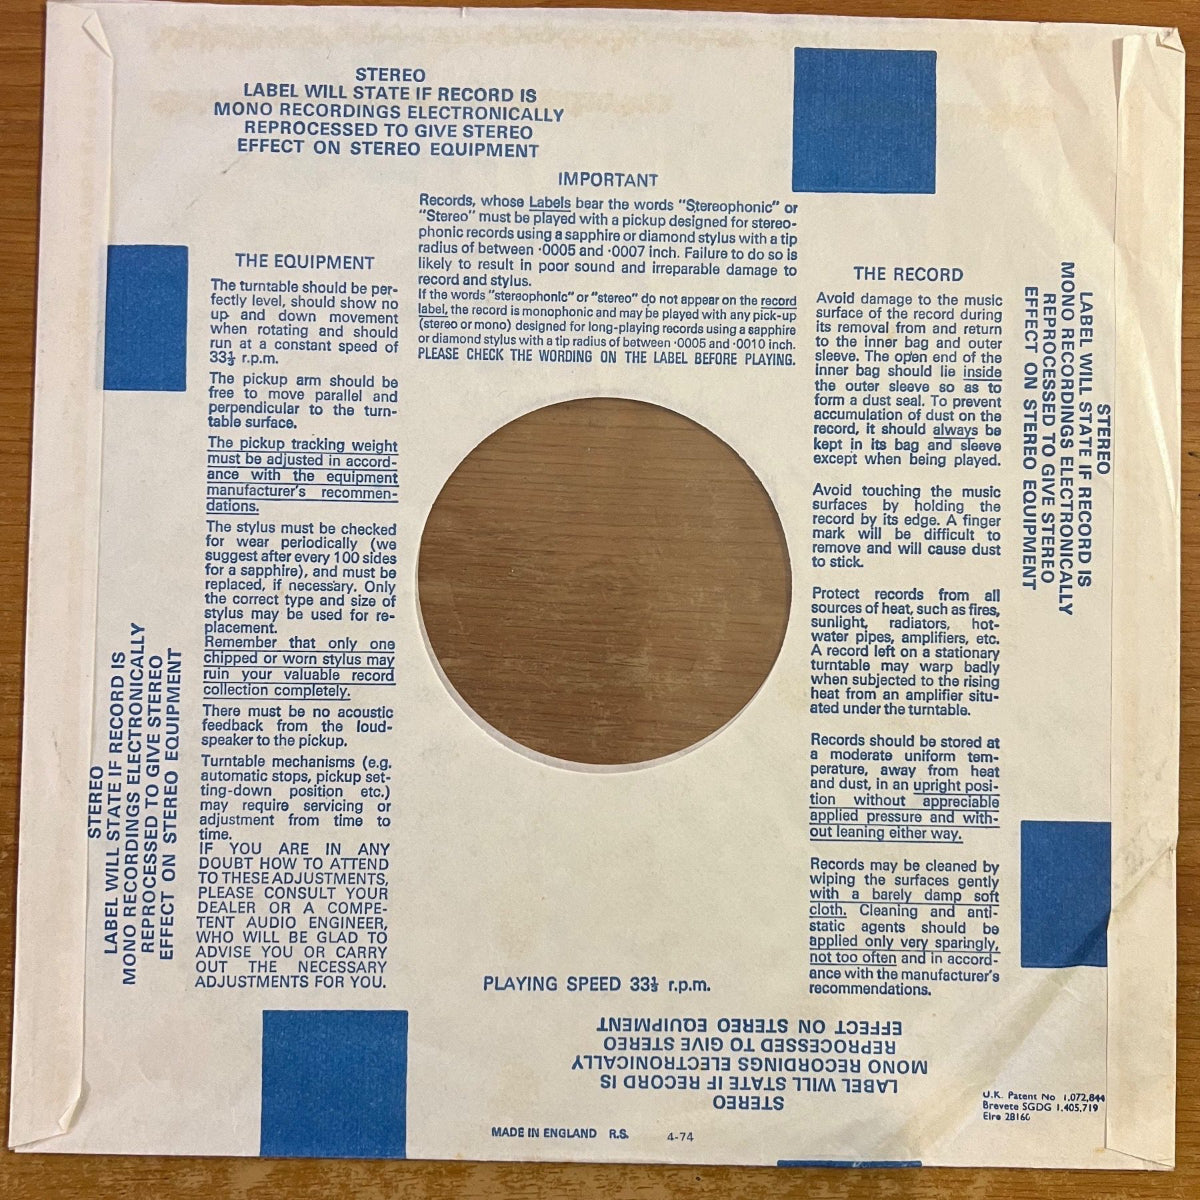 STEREO
LABEL WILL STATE IF RECORD IS
MONO RECORDINGS ELECTRONICALLY
REPROCESSED TO GIVE STEREO
EFFECT ON STEREO EQUIPMENT
IMPORTANT
Records, whose Labels bear the words "Stereophonic" or
"Stereo" must be played with a pickup designed for stereo-
phonic records using a sapphire or diamond stylus with a tip
radius of between ·0005 and ·0007 inch. Failure to do so is
likely to result in poor sound and irreparable damage to
record and stylus.
If the words "stereophonic" or "stereo" do not appear on the record
label, the record is monophonic and may be played with any pick-up
(stereo or mono) designed for long-playing records using a sapphire
or diamond stylus with a tip radius of between ·0005 and ·0010 inch.
PLEASE CHECK THE WORDING ON THE LABEL BEFORE PLAYING.
THE EQUIPMENT
The turntable should be per-
fectly level, should show no
up and down movement
when rotating and should
run at a constant speed of
33⅓ r.p.m.
The pickup arm should be
free to move parallel and
perpendicular to the turn-
table surface.
The pickup tracking weight
must be adjusted in accord-
ance with the equipment
manufacturer's recommen-
dations.
The stylus must be checked
for wear periodically (we
suggest after every 100 sides
for a sapphire), and must be
replaced, if necessary. Only
the correct type and size of
stylus may be used for re-
placement.
Remember that only one
chipped or worn stylus may
ruin your valuable record
collection completely.
There must be no acoustic
feedback from the loud-
speaker to the pickup.
Turntable mechanisms (e.g.
automatic stops, pickup set-
ting-down position etc.)
may require servicing or
adjustment from time to
time.
IF YOU ARE IN ANY
DOUBT HOW TO ATTEND
TO THESE ADJUSTMENTS,
PLEASE CONSULT YOUR
DEALER OR A COMPE-
TENT AUDIO ENGINEER,
WHO WILL BE GLAD TO
ADVISE YOU OR CARRY
OUT THE NECESSARY
ADJUSTMENTS FOR YOU.
THE RECORD
Avoid damage to the music
surface of the record during
its removal from and return
to the inner bag and outer
sleeve. The open end of the
inner bag should lie inside
the outer sleeve so as to
form a dust seal. To prevent
accumulation of dust on the
record, it should always be
kept in its bag and sleeve
except when being played.
Avoid touching the music
surfaces by holding the
record by its edge. A finger
mark will be difficult to
remove and will cause dust
to stick.
Protect records from all
sources of heat, such as fires,
sunlight, radiators, hot-
water pipes, amplifiers, etc.
A record left on a stationary
turntable may warp badly
when subjected to the rising
heat from an amplifier situ-
ated under the turntable.
Records should be stored at
a moderate uniform tem-
perature, away from heat
and dust, in an upright posi-
tion without appreciable
applied pressure and with-
out leaning either way.
Records may be cleaned by
wiping the surfaces gently
with a barely damp soft
cloth. Cleaning and anti-
static agents should be
applied only very sparingly,
not too often and in accord-
ance with the manufacturer's
recommendations.
STEREO
LABEL WILL STATE IF RECORD IS
MONO RECORDINGS ELECTRONICALLY
REPROCESSED TO GIVE STEREO
EFFECT ON STEREO EQUIPMENT
STEREO
LABEL WILL STATE IF RECORD IS
MONO RECORDINGS ELECTRONICALLY
REPROCESSED TO GIVE STEREO
EFFECT ON STEREO EQUIPMENT
PLAYING SPEED 33⅓ r.p.m.
STEREO
LABEL WILL STATE IF RECORD IS
MONO RECORDINGS ELECTRONICALLY
REPROCESSED TO GIVE STEREO
EFFECT ON STEREO EQUIPMENT
U.K. Patent No 1,072,844
Brevete SGDG 1,405,719
Eire 28160
MADE IN ENGLAND R.S. 4-74